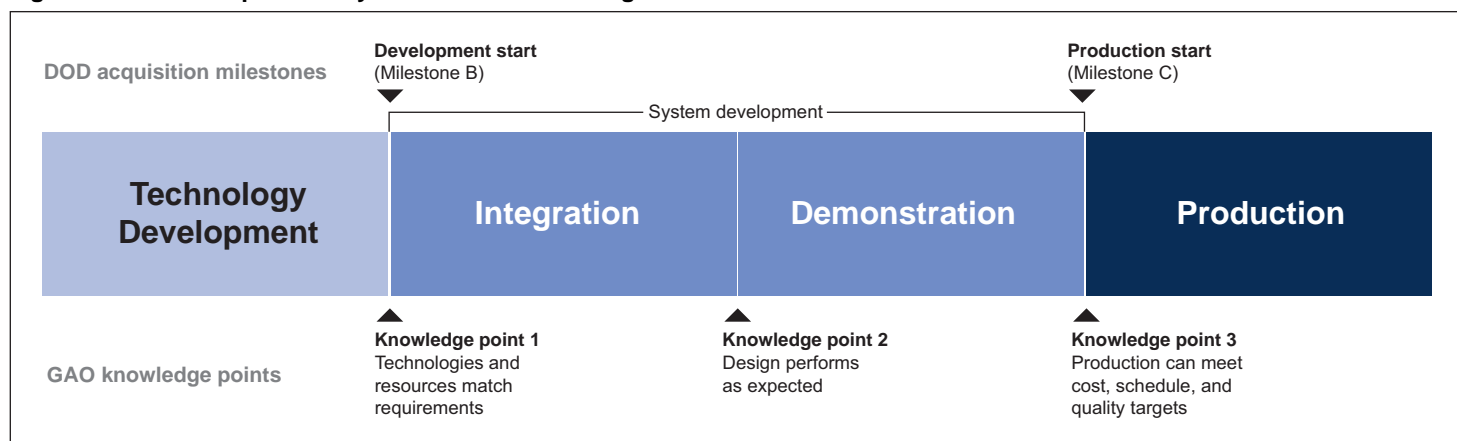 DOD acquisition milestones
Development start
(Milestone B)
Production start
(Milestone C)
System development
Technology
Development
Integration
Demonstration
Production
GAO knowledge points
Knowledge point 1
Technologies and
resources match
requirements
Knowledge point 2
Design performs
as expected
Knowledge point 3
Production can meet
cost, schedule, and
quality targets